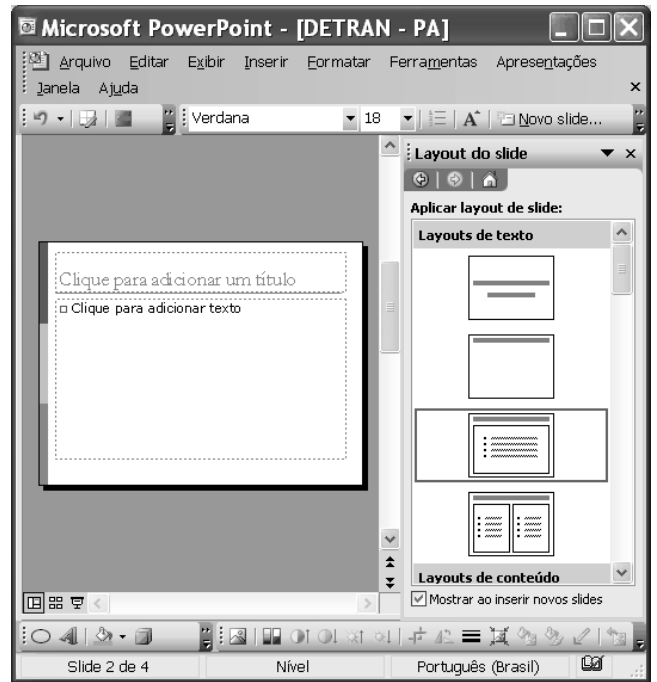 Microsoft PowerPoint - [DETRAN - PA]
Arquivo Editar Exibir Inserir Formatar Ferramentas Apresentações
Janela Ajuda
Verdana 18 A Novo slide...
Layout do slide
Aplicar layout de slide:
Layouts de texto
Clique para adicionar um título
Clique para adicionar texto
Layouts de conteúdo
Mostrar ao inserir novos slides
Slide 2 de 4 Nível Português (Brasil)